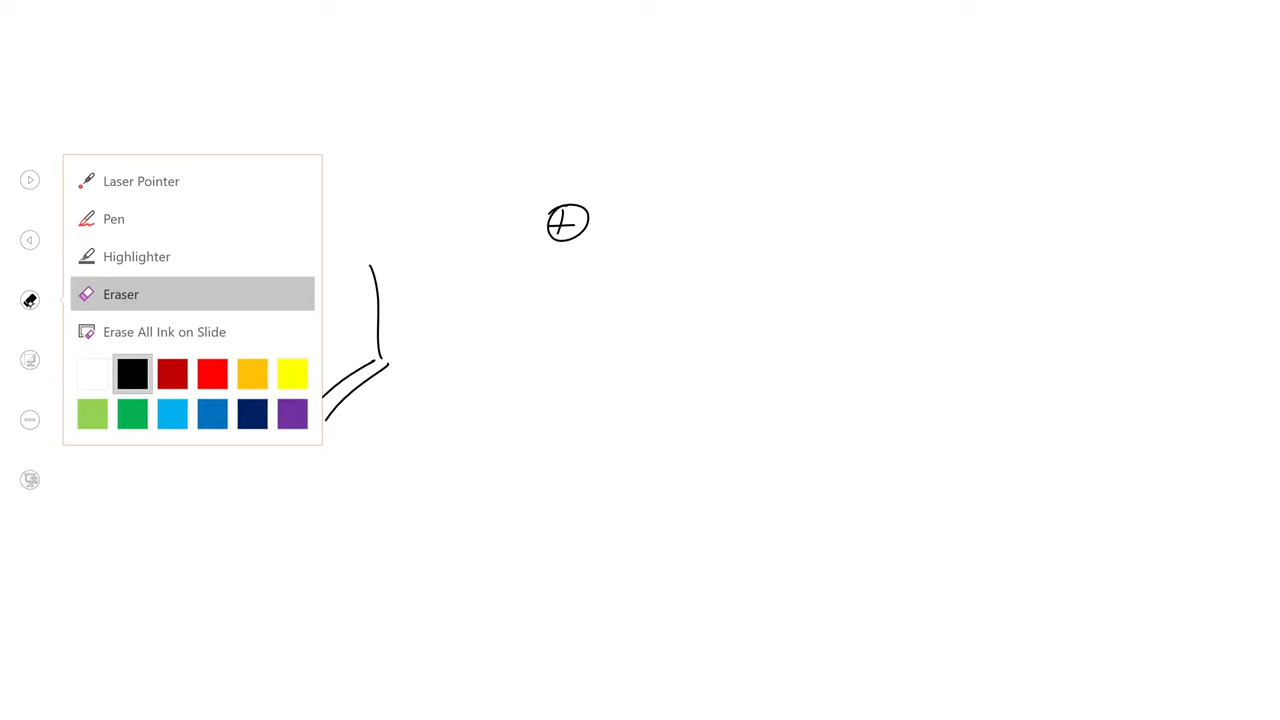 Laser Pointer
+
Pen
Highlighter
Eraser
Erase All Ink on Slide